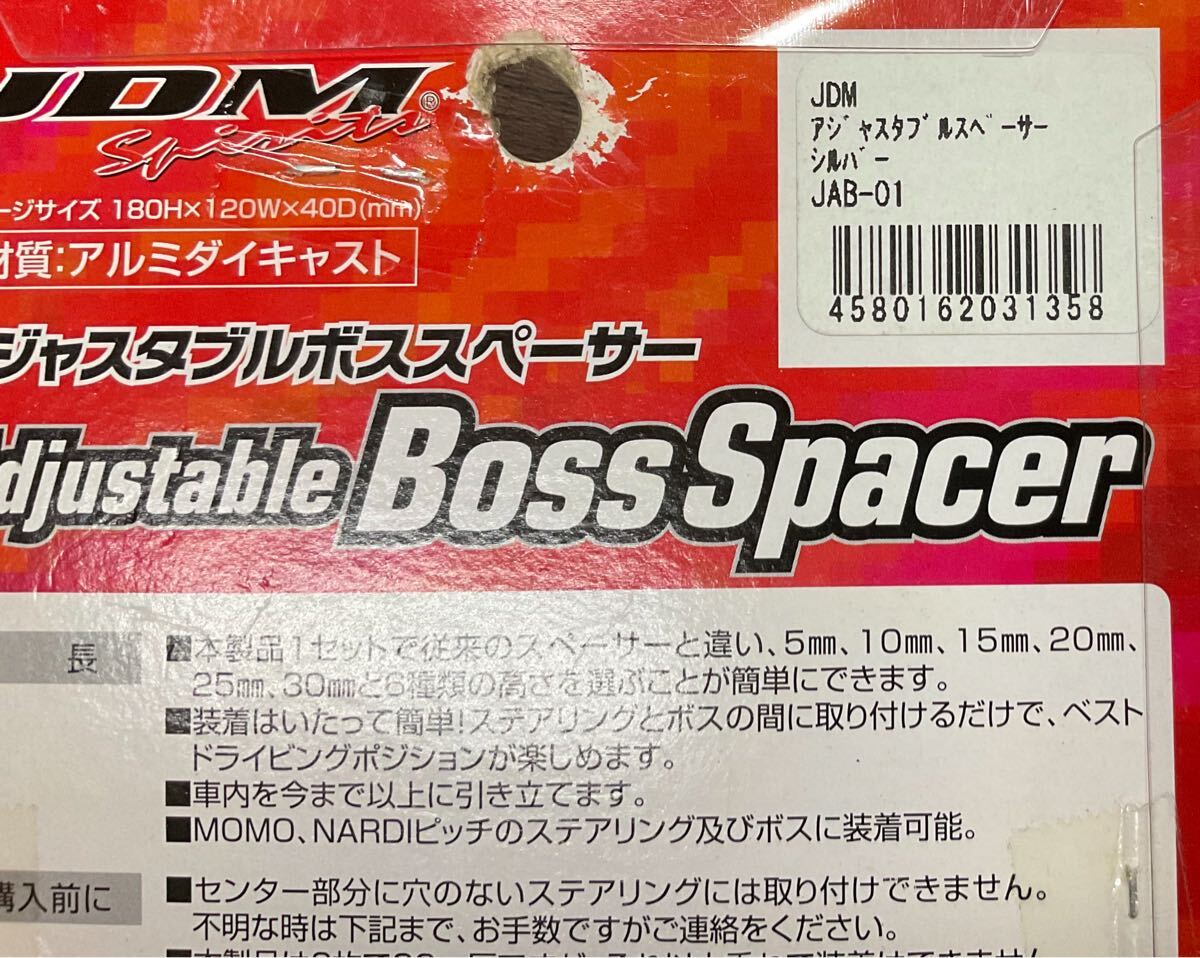 JDM
Spirits®
ージサイズ 180H×120W×40D(mm)
材質:アルミダイキャスト
JDM
アジャスタブルスペーサー
シルバー
JAB-01
4580162031358
ジャスタブルボススペーサー
djustable Boss Spacer
長
■本製品1セットで従来のスペーサーと違い、5㎜、10㎜、15㎜、20㎜、
25㎜、30㎜と6種類の高さを選ぶことが簡単にできます。
■装着はいたって簡単!ステアリングとボスの間に取り付けるだけで、ベスト
ドライビングポジションが楽しめます。
■車内を今まで以上に引き立てます。
■MOMO、NARDIピッチのステアリング及びボスに装着可能。
購入前に
■センター部分に穴のないステアリングには取り付けできません。
不明な時は下記まで、お手数ですがご連絡をください。